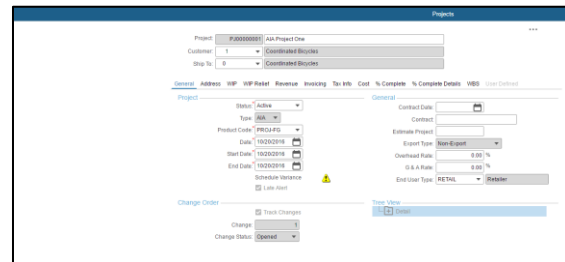 Projects
Project: PJ00000001 AIA Project One
Customer: 1 Coordinated Bicycles
Ship To: 0 Coordinated Bicycles
General Address WIP WIP Relief Revenue Invoicing Tax Info Cost % Complete % Complete Details WBS User Defined
Project
Status: * Active
Type: AIA
Product Code * PROJ-FG
Date 10/20/2016
Start Date * 10/20/2016
End Date * 10/20/2016
Schedule Variance
Late Alert
General
Contract Date:
Contract:
Estimate Project:
Export Type: Non-Export
Overhead Rate: 0.00 %
G & A Rate: 0.00 %
End User Type: RETAIL Retailer
Change Order
Track Changes
Change: 1
Change Status: Opened
Tree View
Detail